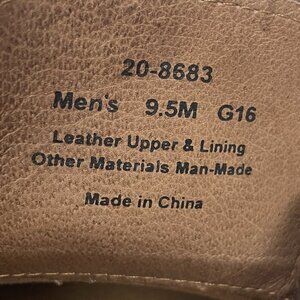 20-8683
Men's 9.5M G16
Leather Upper & Lining
Other Materials Man-Made
Made in China